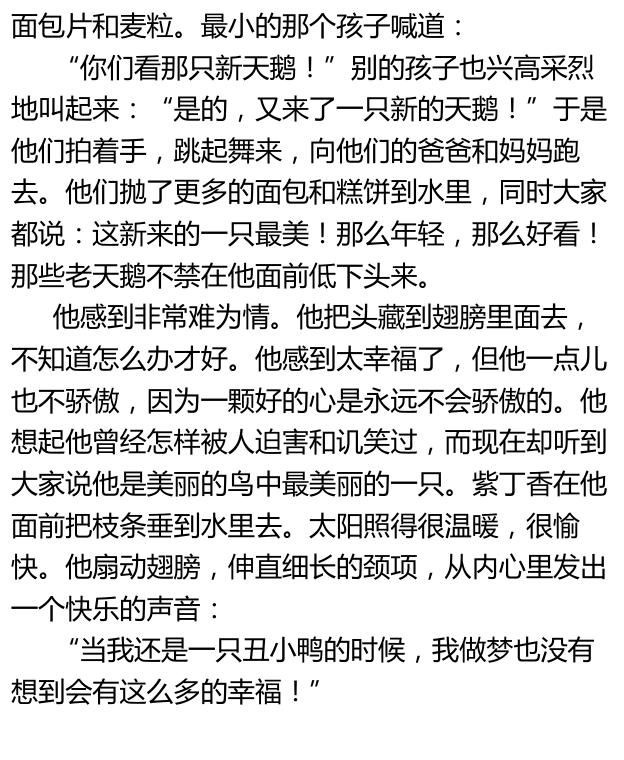 面包片和麦粒。最小的那个孩子喊道：
“你们看那只新天鹅！”别的孩子也兴高采烈
地叫起来：“是的，又来了一只新的天鹅！”于是
他们拍着手，跳起舞来，向他们的爸爸和妈妈跑
去。他们抛了更多的面包和糕饼到水里，同时大家
都说：这新来的一只最美！那么年轻，那么好看！
那些老天鹅不禁在他面前低下头来。
他感到非常难为情。他把头藏到翅膀里面去，
不知道怎么办才好。他感到太幸福了，但他一点儿
也不骄傲，因为一颗好的心是永远不会骄傲的。他
想起他曾经怎样被人迫害和讥笑过，而现在却听到
大家说他是美丽的鸟中最美丽的一只。紫丁香在他
面前把枝条垂到水里去。太阳照得很温暖，很愉
快。他扇动翅膀，伸直细长的颈项，从内心里发出
一个快乐的声音：
“当我还是一只丑小鸭的时候，我做梦也没有
想到会有这么多的幸福！”